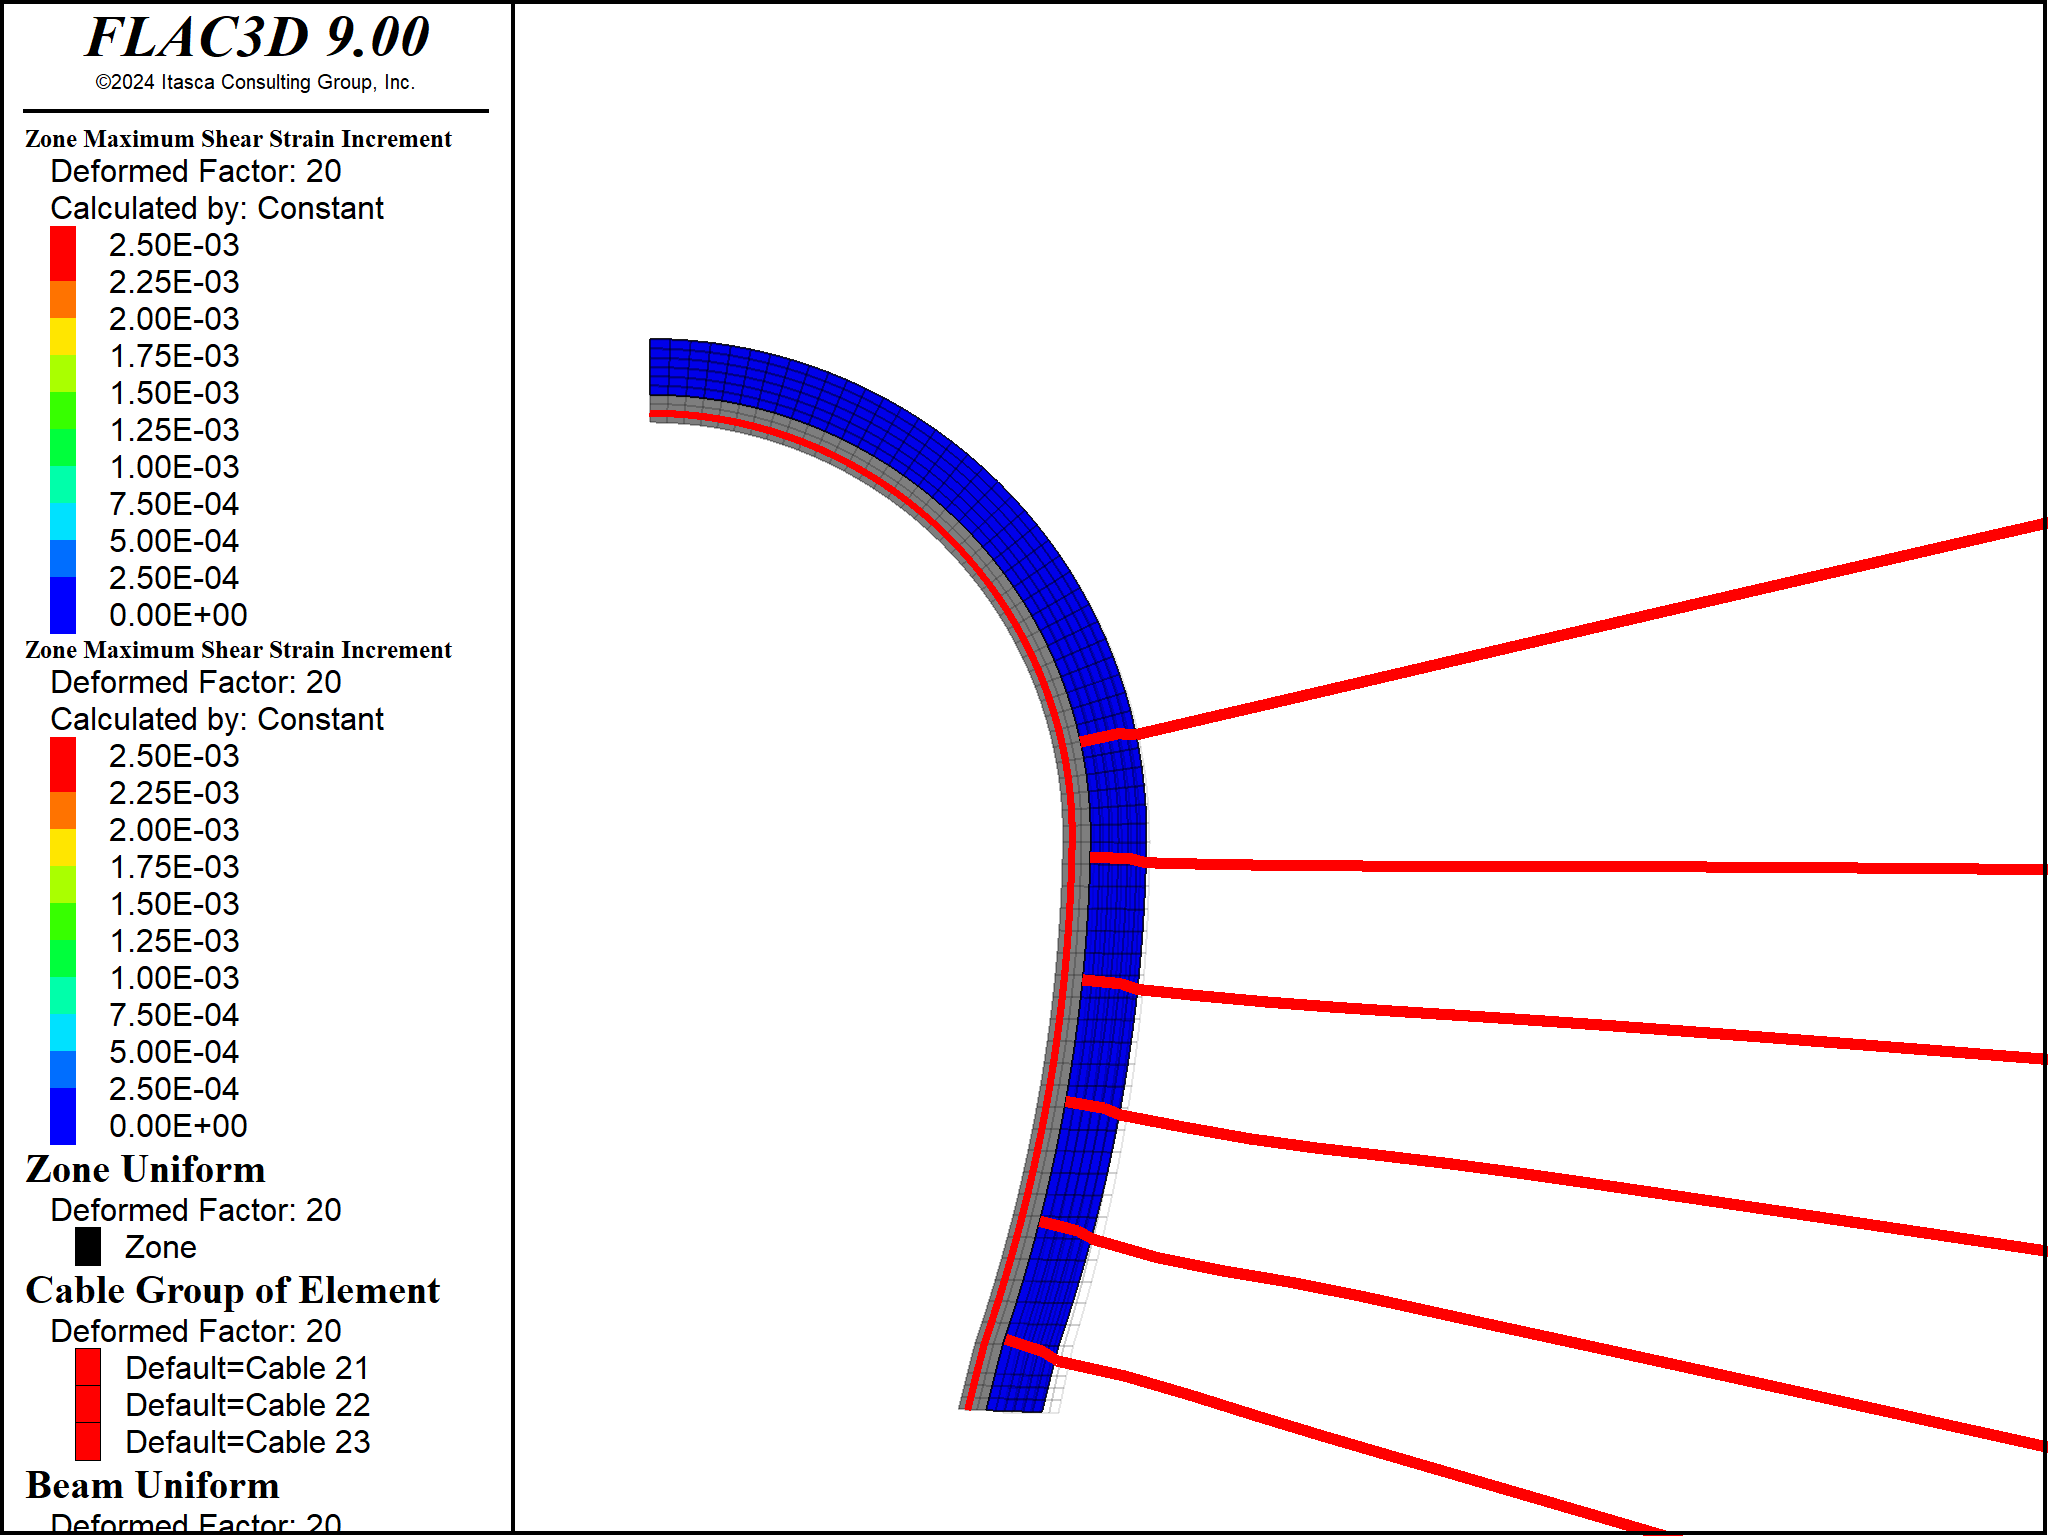 FLAC3D 9.00
©2024 Itasca Consulting Group, Inc.
Zone Maximum Shear Strain Increment
Deformed Factor: 20
Calculated by: Constant
2.50E-03
2.25E-03
2.00E-03
1.75E-03
1.50E-03
1.25E-03
1.00E-03
7.50E-04
5.00E-04
2.50E-04
0.00E+00
Zone Maximum Shear Strain Increment
Deformed Factor: 20
Calculated by: Constant
2.50E-03
2.25E-03
2.00E-03
1.75E-03
1.50E-03
1.25E-03
1.00E-03
7.50E-04
5.00E-04
2.50E-04
0.00E+00
Zone Uniform
Deformed Factor: 20
Zone
Cable Group of Element
Deformed Factor: 20
Default=Cable 21
Default=Cable 22
Default=Cable 23
Beam Uniform
Deformed Factor: 20